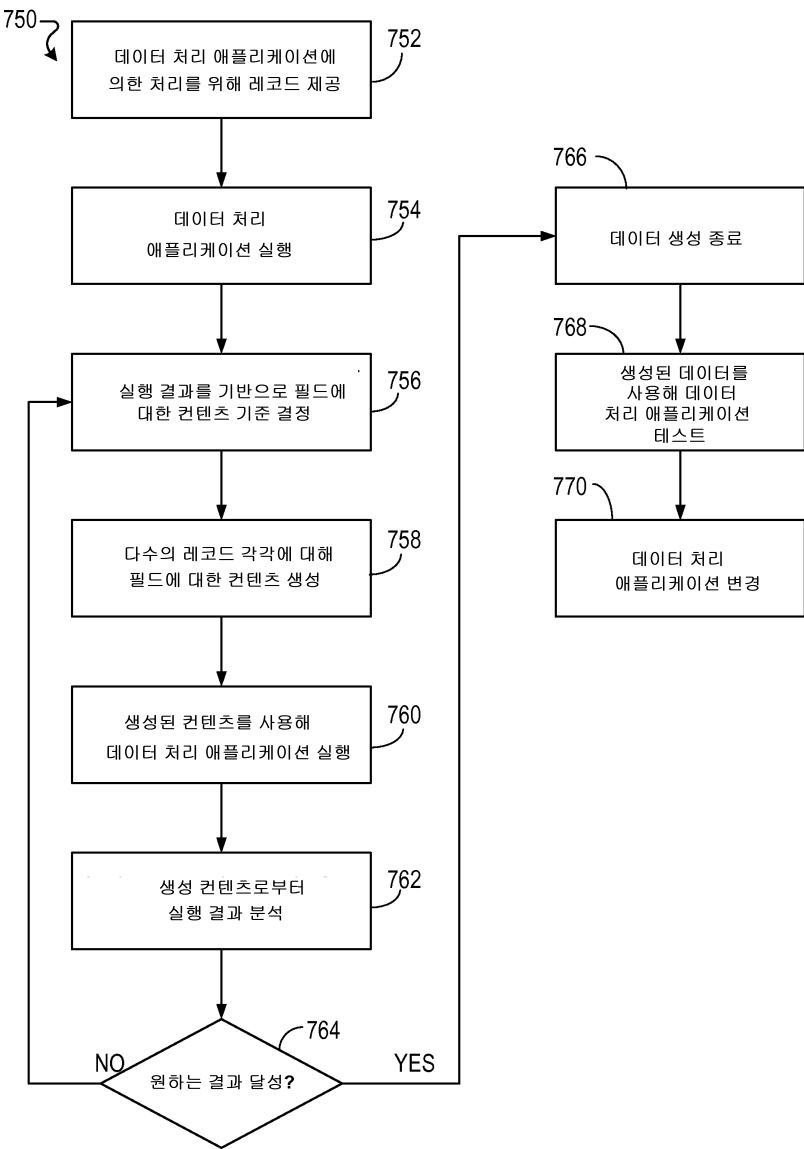 750
데이터 처리 애플리케이션에
의한 처리를 위해 레코드 제공
752
데이터 처리
애플리케이션 실행
754
실행 결과를 기반으로 필드에
대한 컨텐츠 기준 결정
756
다수의 레코드 각각에 대해
필드에 대한 컨텐츠 생성
758
생성된 컨텐츠를 사용해
데이터 처리 애플리케이션 실행
760
생성 컨텐츠로부터
실행 결과 분석
762
원하는 결과 달성?
764
NO
YES
766
데이터 생성 종료
768
생성된 데이터를
사용해 데이터
처리 애플리케이션
테스트
770
데이터 처리
애플리케이션 변경